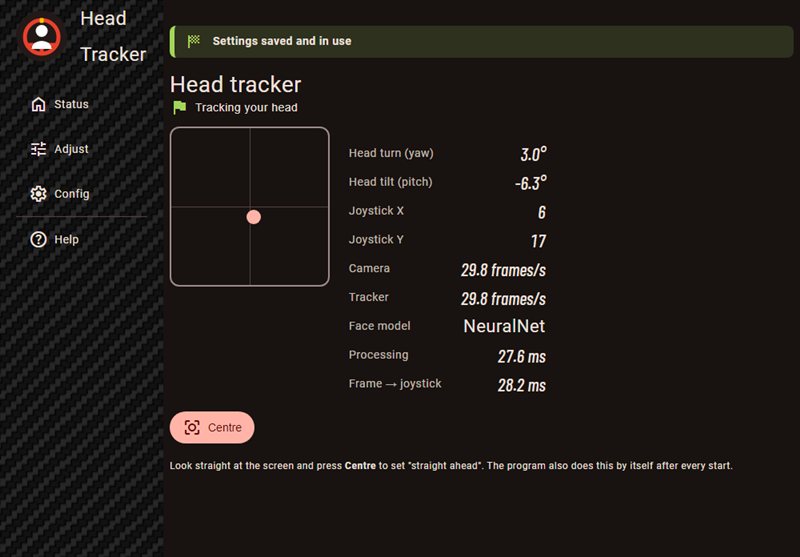 Head
Tracker
Status
Adjust
Config
Help
Settings saved and in use
Head tracker
Tracking your head
Head turn (yaw) 3.0°
Head tilt (pitch) -6.3°
Joystick X 6
Joystick Y 17
Camera 29.8 frames/s
Tracker 29.8 frames/s
Face model NeuralNet
Processing 27.6 ms
Frame → joystick 28.2 ms
Centre
Look straight at the screen and press Centre to set "straight ahead". The program also does this by itself after every start.